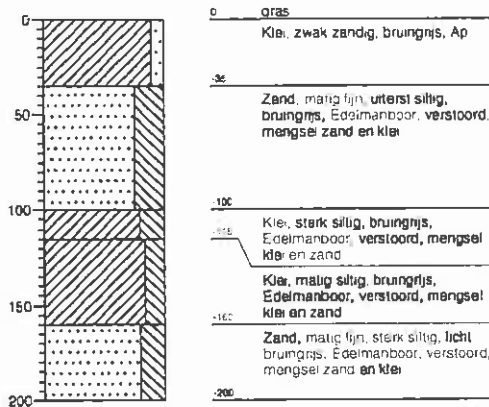 0
50
100
150
200
0 gras
Klei, zwak zandig, bruingrijs, Ap
-35
Zand, matig fijn, uiterst siltig,
bruingrijs, Edelmanboor, verstoord,
mengsel zand en klei
-100
Klei, sterk siltig, bruingrijs,
-115
Edelmanboor, verstoord, mengsel
klei en zand
Klei, matig siltig, bruingrijs,
Edelmanboor, verstoord, mengsel
klei en zand
-160
Zand, matig fijn, sterk siltig, licht
bruingrijs, Edelmanboor, verstoord,
mengsel zand en klei
-200